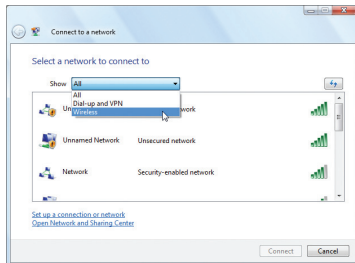 Connect to a network
Select a network to connect to
Show All
All
Dial-up and VPN
Wireless
Unnamed Network Unsecured network
Network Security-enabled network
Set up a connection or network
Open Network and Sharing Center
Connect Cancel